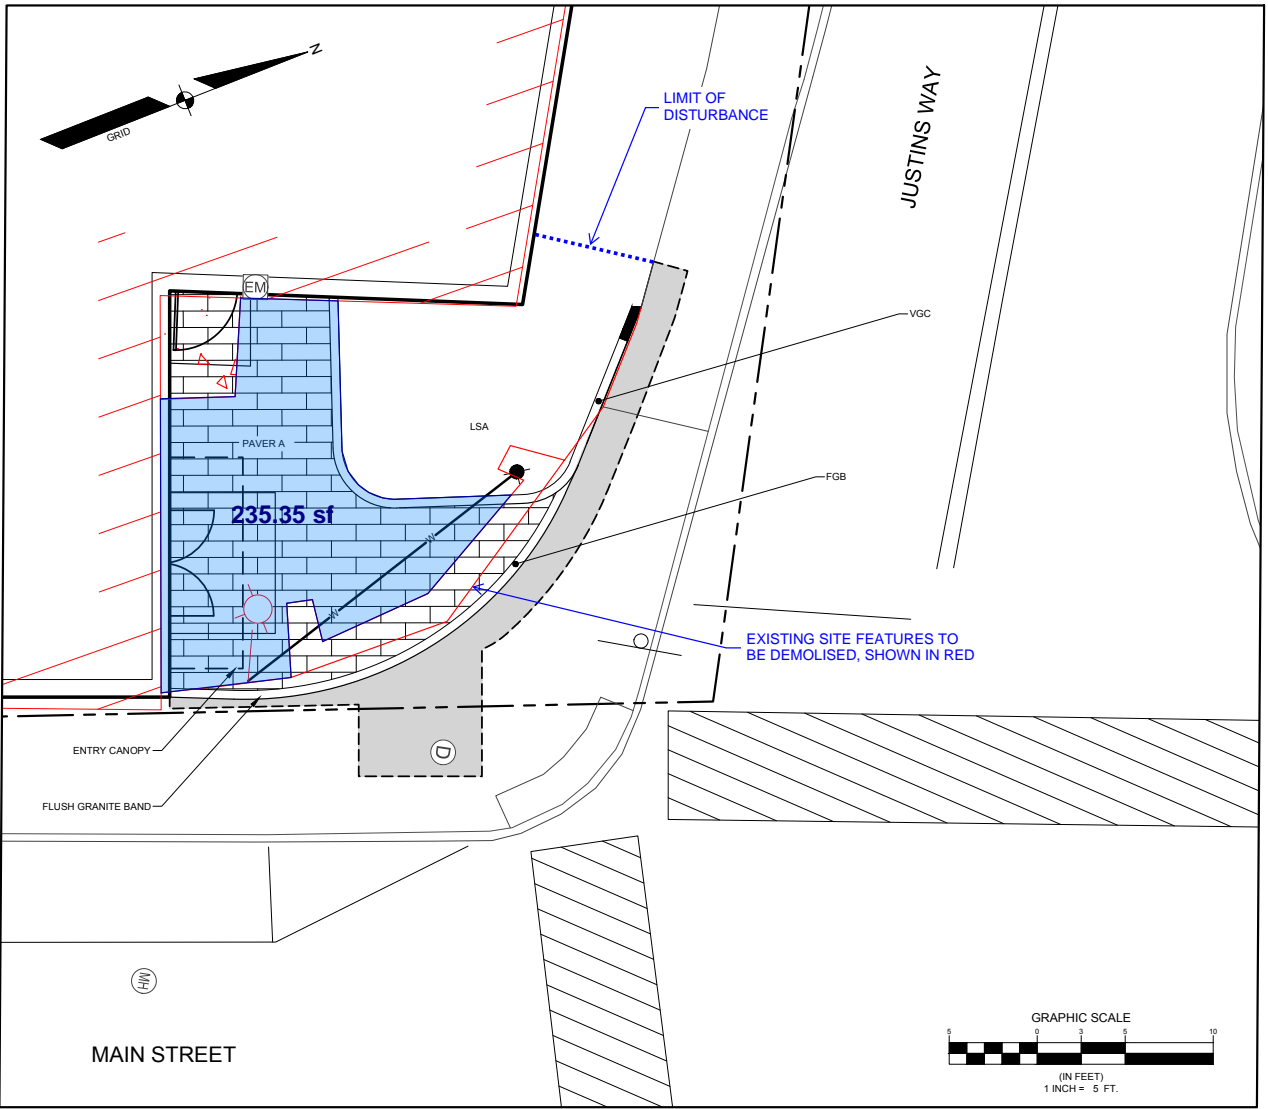 N
GRID
LIMIT OF
DISTURBANCE
JUSTINS WAY
EM
VGC
LSA
PAVER A
FGB
235.35 sf
W
W
EXISTING SITE FEATURES TO
BE DEMOLISED, SHOWN IN RED
ENTRY CANOPY
D
FLUSH GRANITE BAND
MH
MAIN STREET
GRAPHIC SCALE
5 0 3 5 10
(IN FEET)
1 INCH = 5 FT.